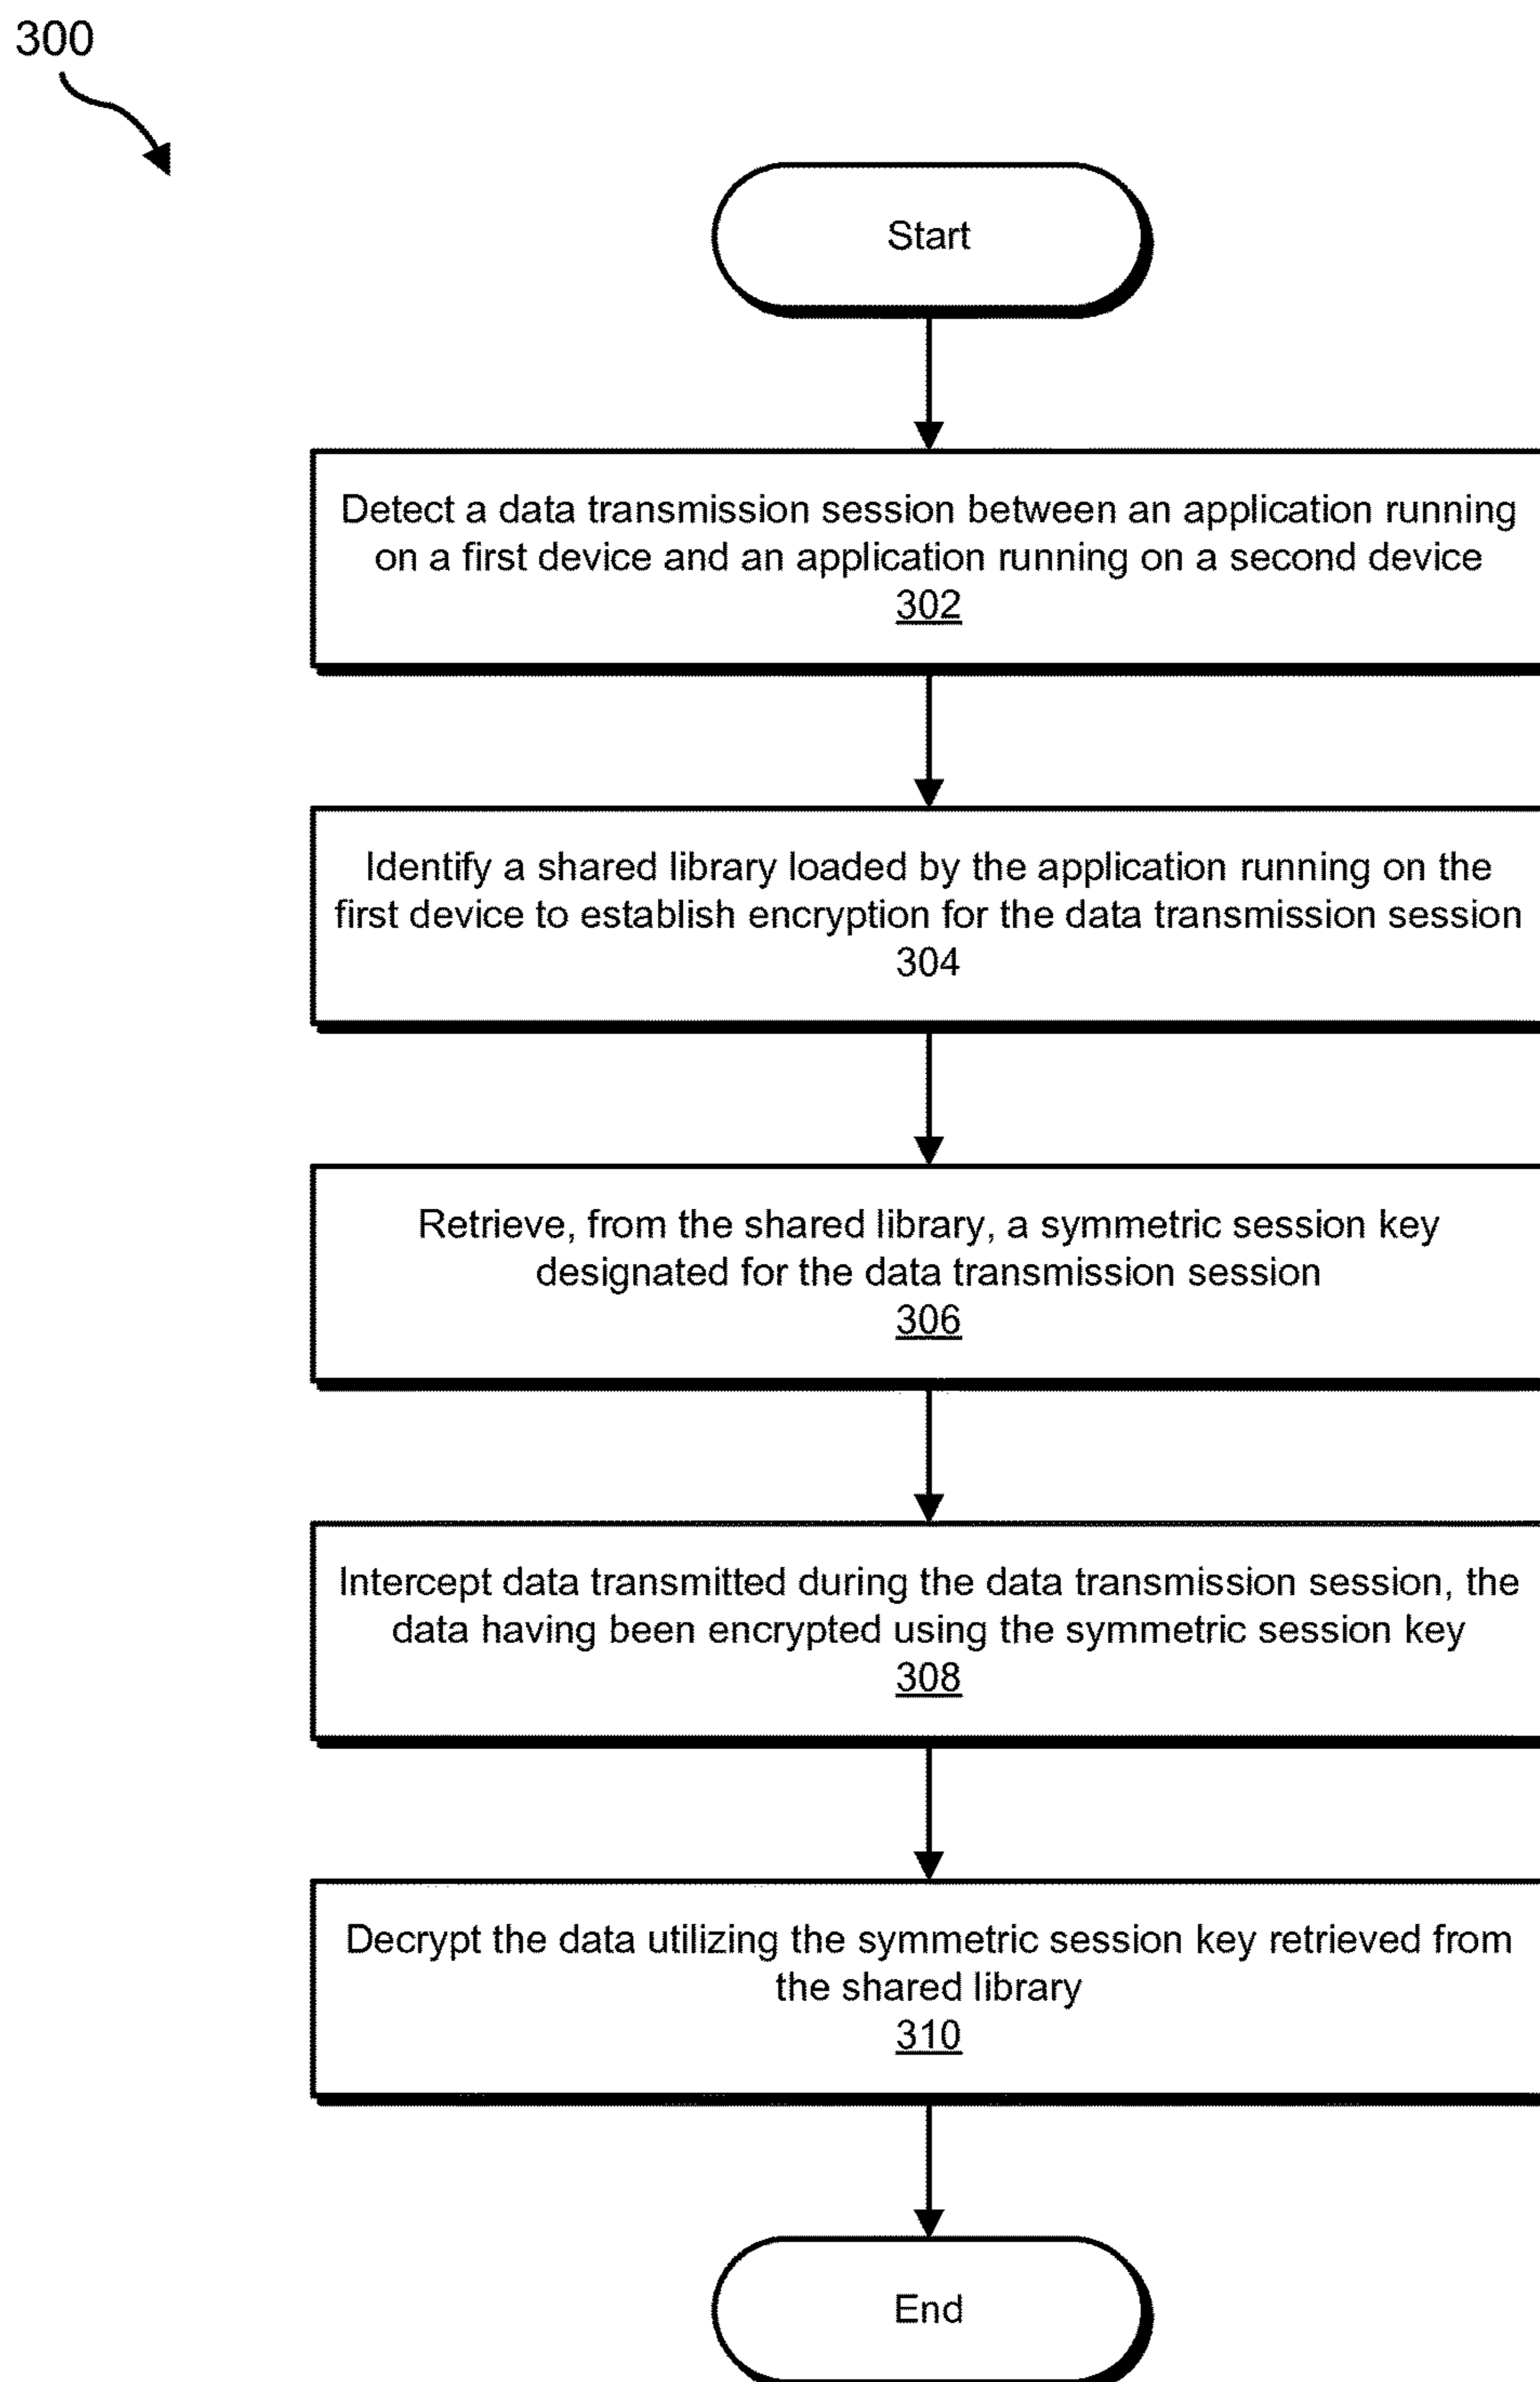 300
Start
Detect a data transmission session between an application running
on a first device and an application running on a second device
302
Identify a shared library loaded by the application running on the
first device to establish encryption for the data transmission session
304
Retrieve, from the shared library, a symmetric session key
designated for the data transmission session
306
Intercept data transmitted during the data transmission session, the
data having been encrypted using the symmetric session key
308
Decrypt the data utilizing the symmetric session key retrieved from
the shared library
310
End